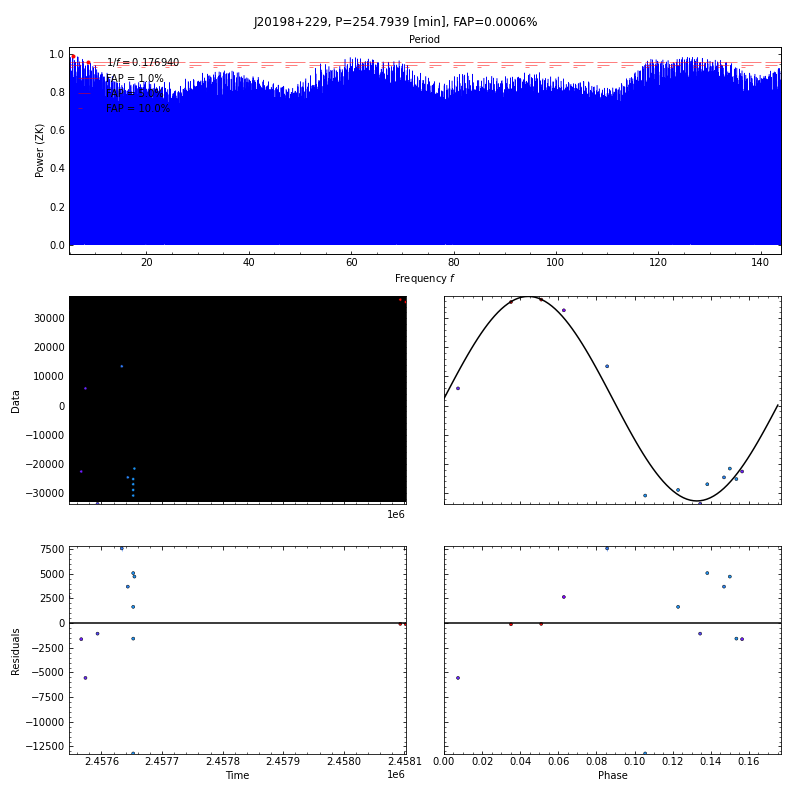 J20198+229, P=254.7939 [min], FAP=0.0006%
Period
1/f = 0.176940
FAP = 1.0%
FAP = 10.0%
Power (ZK)
1.0
0.8
0.6
0.4
0.2
0.0
20 40 60 80 100 120 140
Frequency f
Data
30000
20000
10000
0
−10000
−20000
−30000
1e6
Residuals
7500
5000
2500
0
−2500
−5000
−7500
−10000
−12500
2.4576 2.4577 2.4578 2.4579 2.4580 2.4581
1e6
Time
0.00 0.02 0.04 0.06 0.08 0.10 0.12 0.14 0.16
Phase